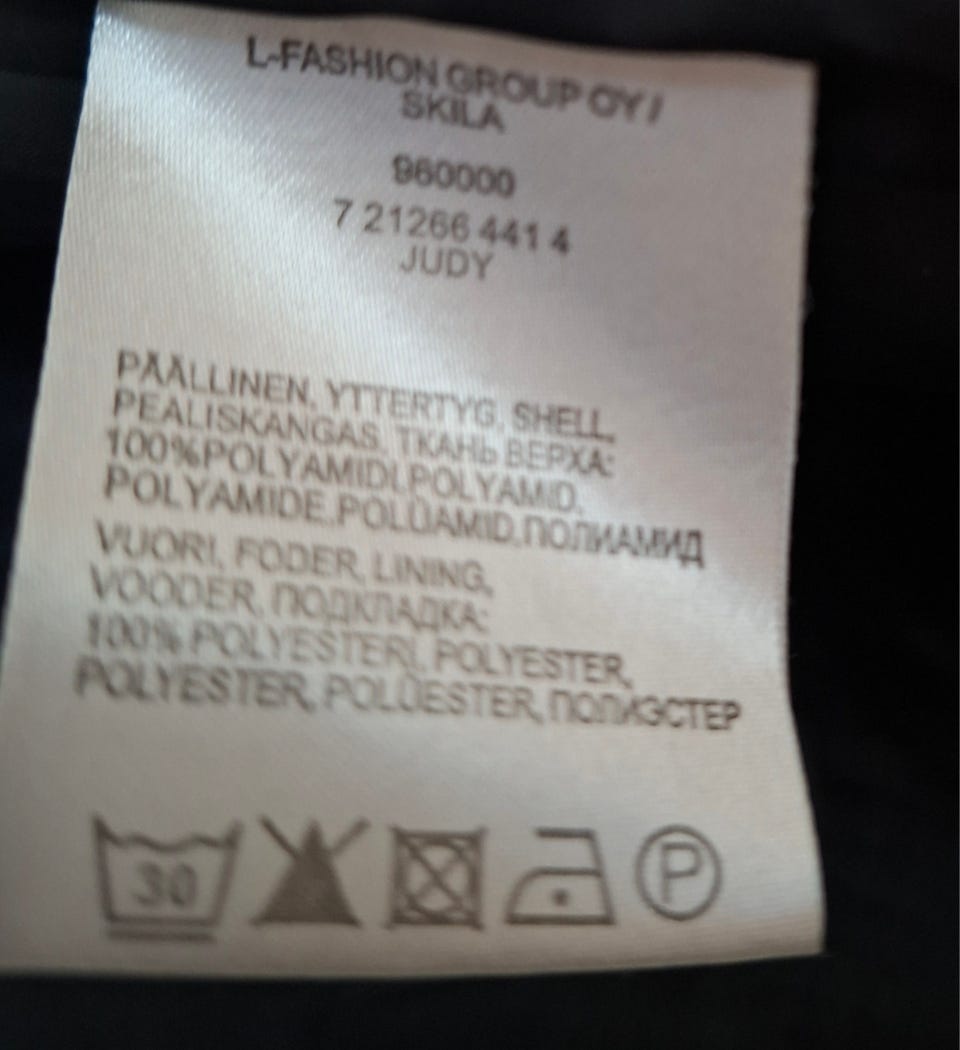 L-FASHION GROUP OY /
SKILA
960000
7 21266 441 4
JUDY
PÄÄLLINEN, YTTERTYG, SHELL,
PEALISKANGAS, ТКАНЬ ВЕРХА:
100%POLYAMIDI,POLYAMID,
POLYAMIDE,POLÜAMID,ПОЛИАМИД
VUORI, FODER, LINING,
VOODER, ПОДКЛАДКА:
100% POLYESTERI, POLYESTER,
POLYESTER, POLÜESTER, ПОЛИЭСТЕР
30
P